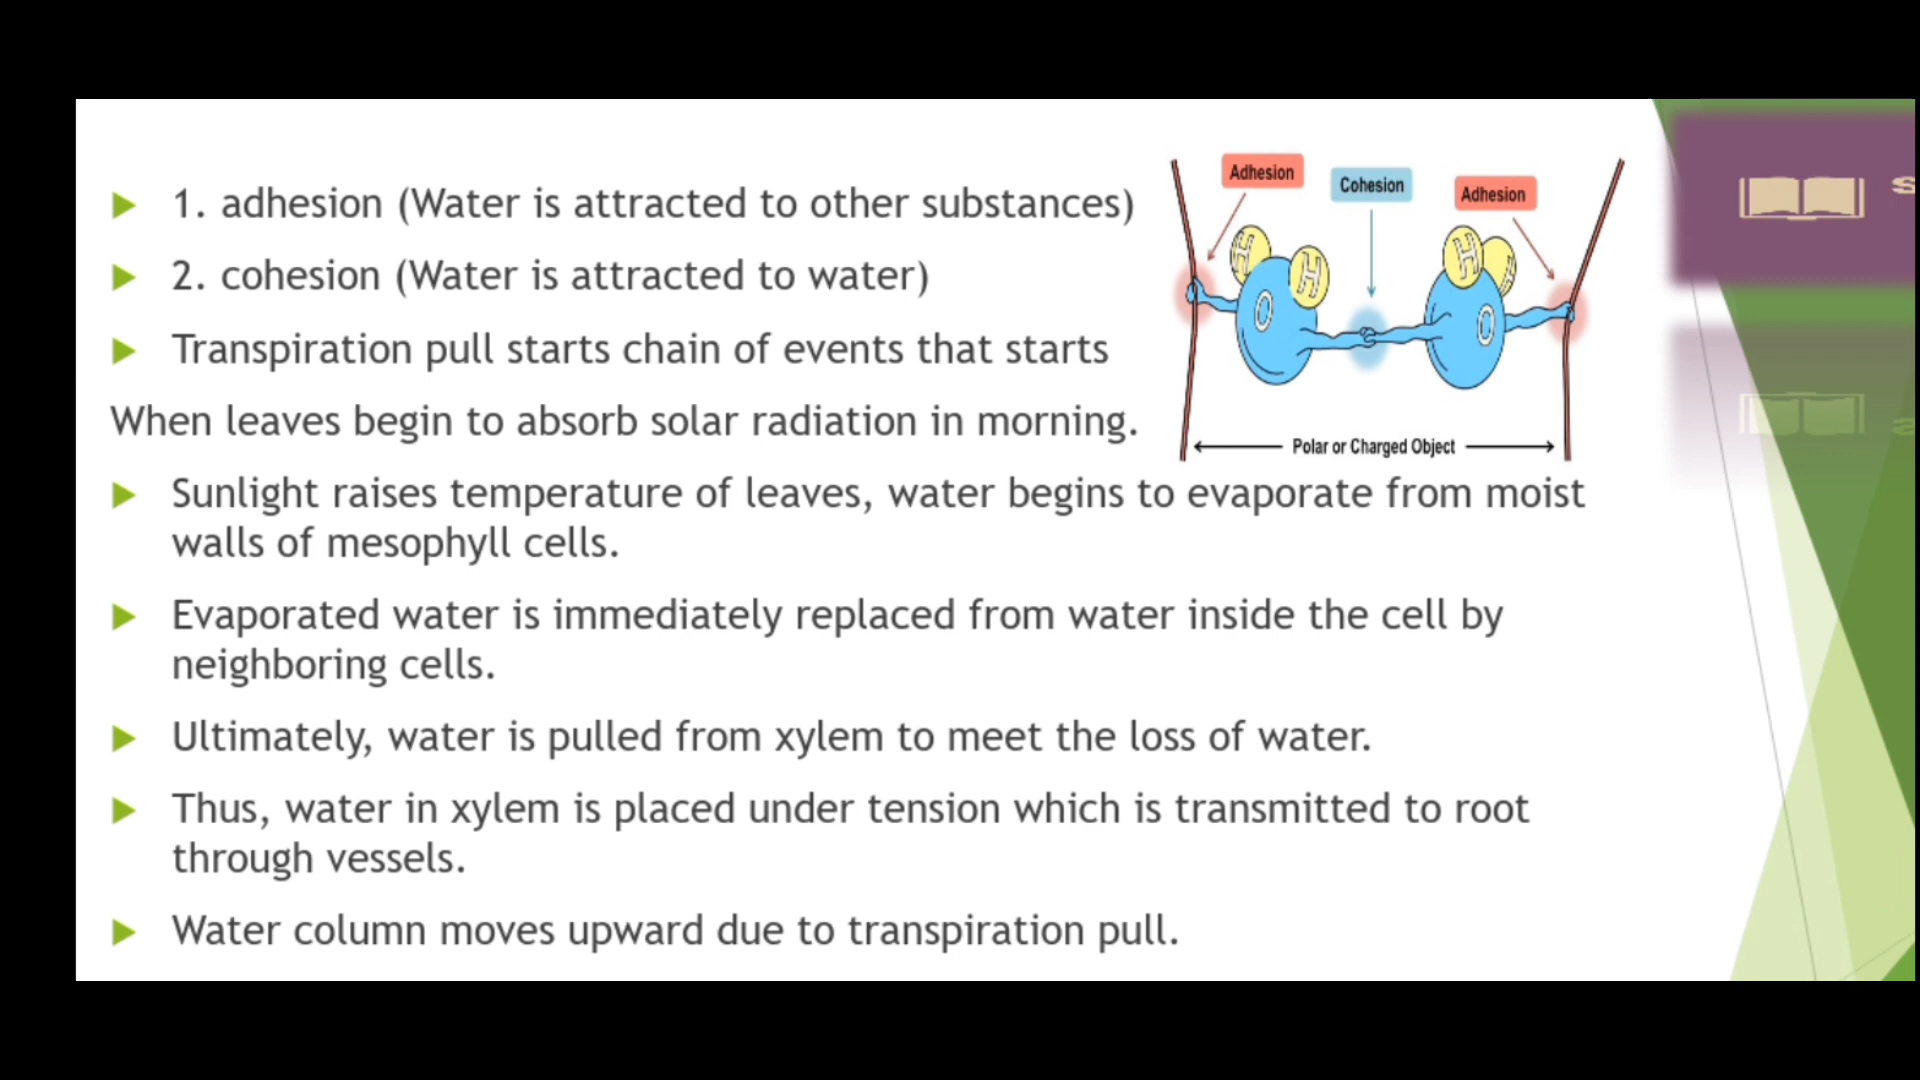 1. adhesion (Water is attracted to other substances)
2. cohesion (Water is attracted to water)
Transpiration pull starts chain of events that starts
When leaves begin to absorb solar radiation in morning.
Sunlight raises temperature of leaves, water begins to evaporate from moist
walls of mesophyll cells.
Evaporated water is immediately replaced from water inside the cell by
neighboring cells.
Ultimately, water is pulled from xylem to meet the loss of water.
Thus, water in xylem is placed under tension which is transmitted to root
through vessels.
Water column moves upward due to transpiration pull.
Adhesion
Cohesion
Adhesion
H
H
O
H
H
O
Polar or Charged Object